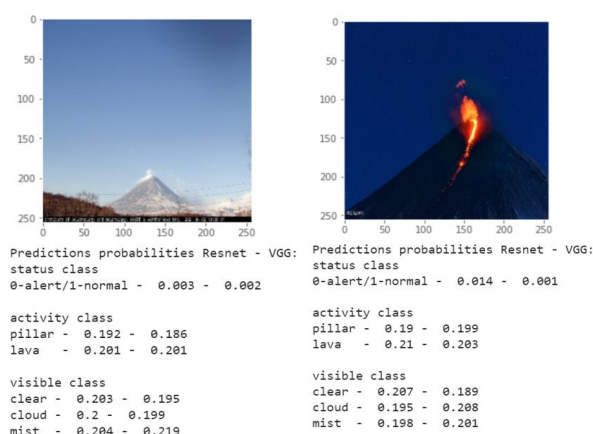 0
50
100
150
200
250
0 50 100 150 200 250
Predictions probabilities Resnet - VGG:
status class
0-alert/1-normal - 0.003 - 0.002
activity class
pillar - 0.192 - 0.186
lava - 0.201 - 0.201
visible class
clear - 0.203 - 0.195
cloud - 0.2 - 0.199
mist - 0.204 - 0.219
0
50
100
150
200
250
0 50 100 150 200 250
Predictions probabilities Resnet - VGG:
status class
0-alert/1-normal - 0.014 - 0.001
activity class
pillar - 0.19 - 0.199
lava - 0.21 - 0.203
visible class
clear - 0.207 - 0.189
cloud - 0.195 - 0.208
mist - 0.198 - 0.201